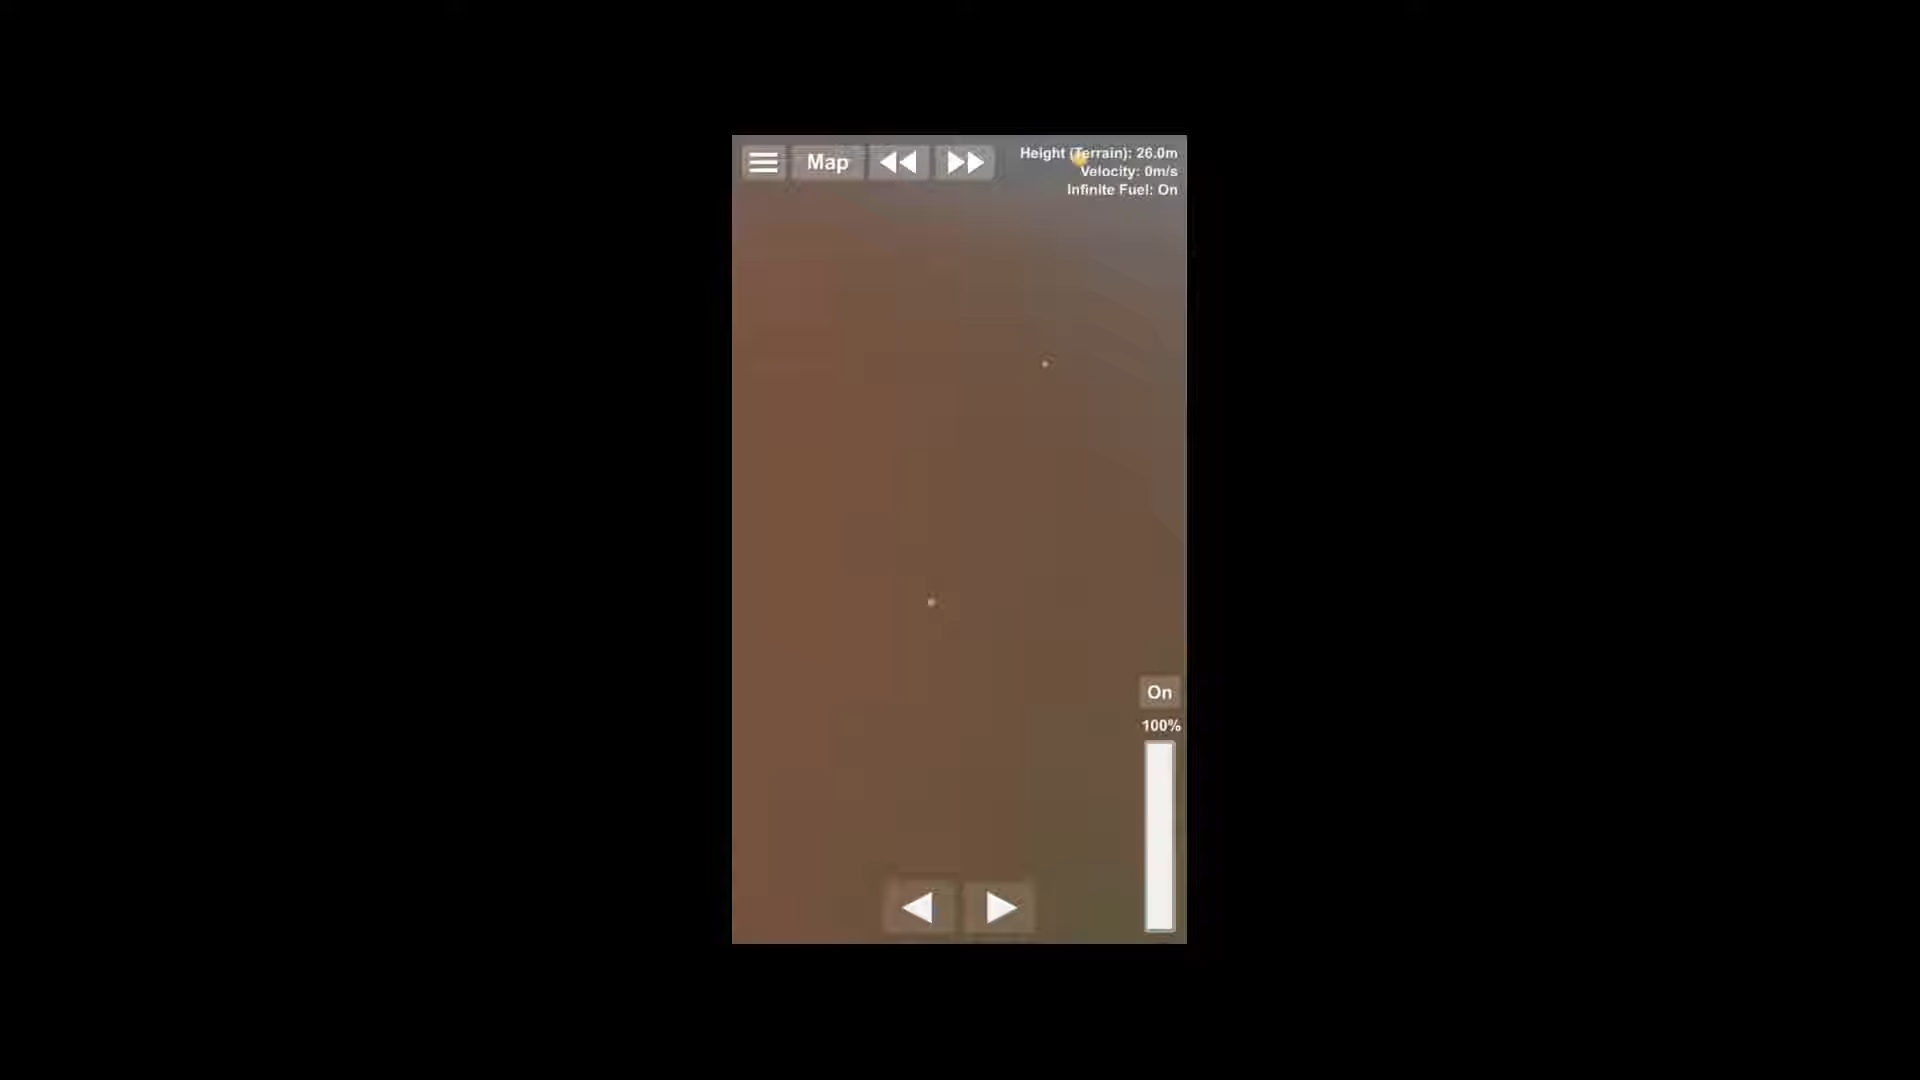 Map
Height (Terrain): 26.0m
Velocity: 0m/s
Infinite Fuel: On
On
100%